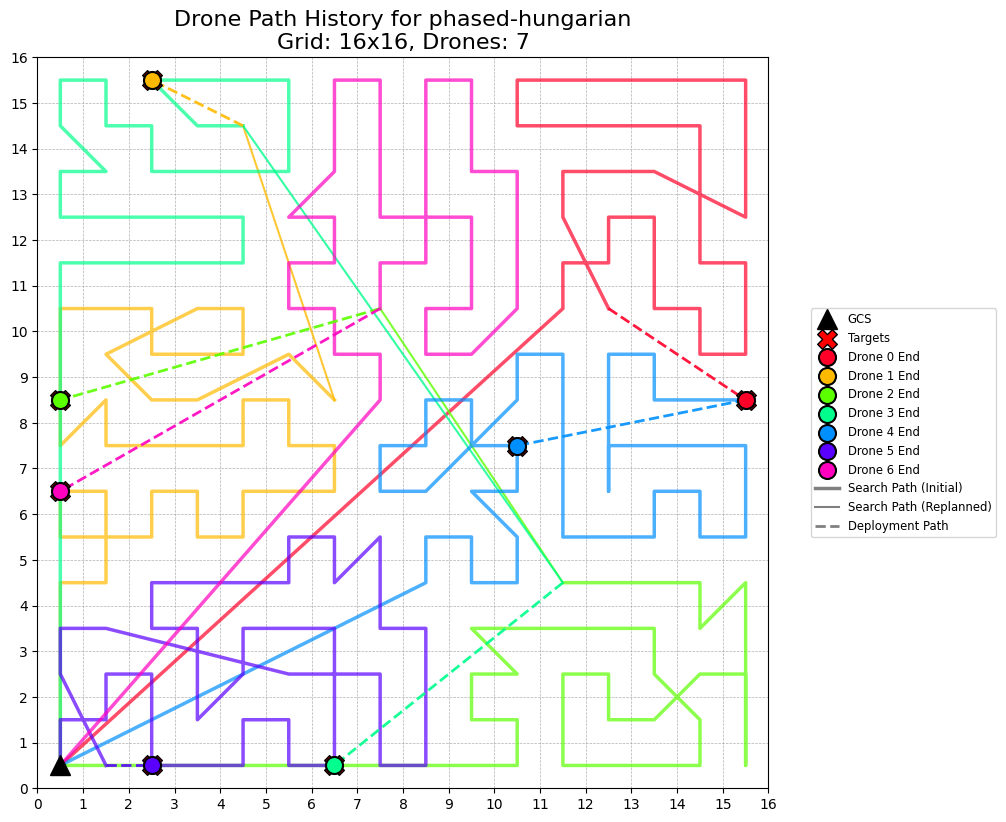 Drone Path History for phased-hungarian
Grid: 16x16, Drones: 7
16
15
14
13
12
11
10
9
8
7
6
5
4
3
2
1
0
0 1 2 3 4 5 6 7 8 9 10 11 12 13 14 15 16
GCS
Targets
Drone 0 End
Drone 1 End
Drone 2 End
Drone 3 End
Drone 4 End
Drone 5 End
Drone 6 End
Search Path (Initial)
Search Path (Replanned)
Deployment Path